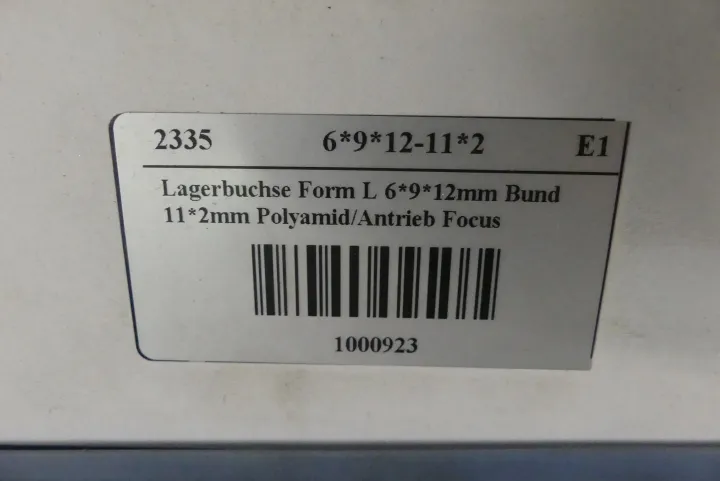 2335 6*9*12-11*2 E1
Lagerbuchse Form L 6*9*12mm Bund
11*2mm Polyamid/Antrieb Focus
1000923